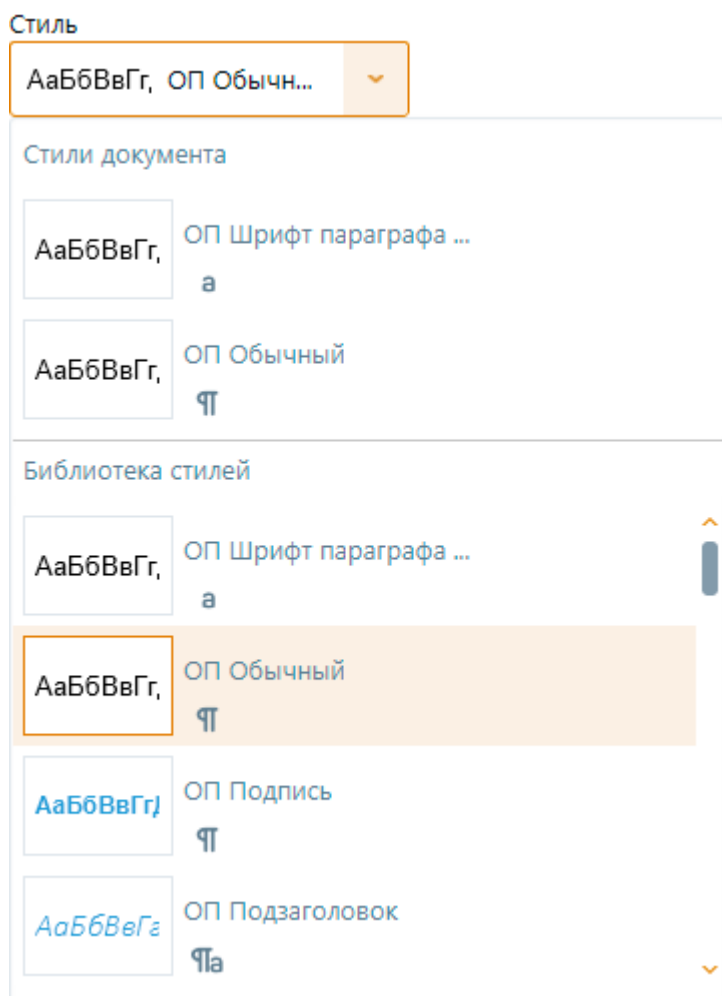 Стиль
АаБбВвГг, ОП Обычн...
Стили документа
АаБбВвГг,
ОП Шрифт параграфа ...
a
АаБбВвГг,
ОП Обычный
¶
Библиотека стилей
АаБбВвГг,
ОП Шрифт параграфа ...
a
АаБбВвГг,
ОП Обычный
¶
АаБбВвГгД
ОП Подпись
¶
АаБбВвГг
ОП Подзаголовок
¶a